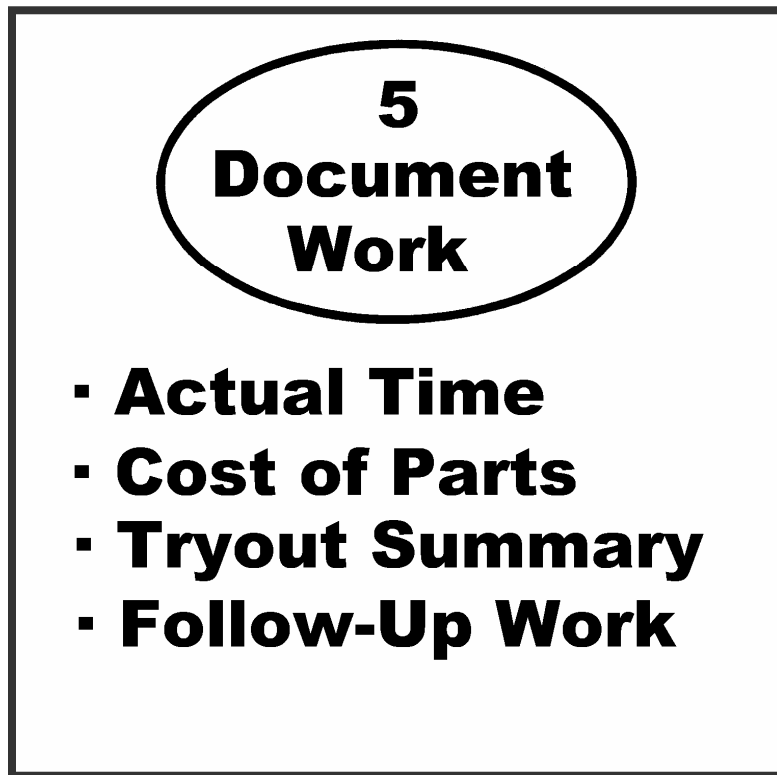 5
Document
Work
▪ Actual Time
▪ Cost of Parts
▪ Tryout Summary
▪ Follow-Up Work